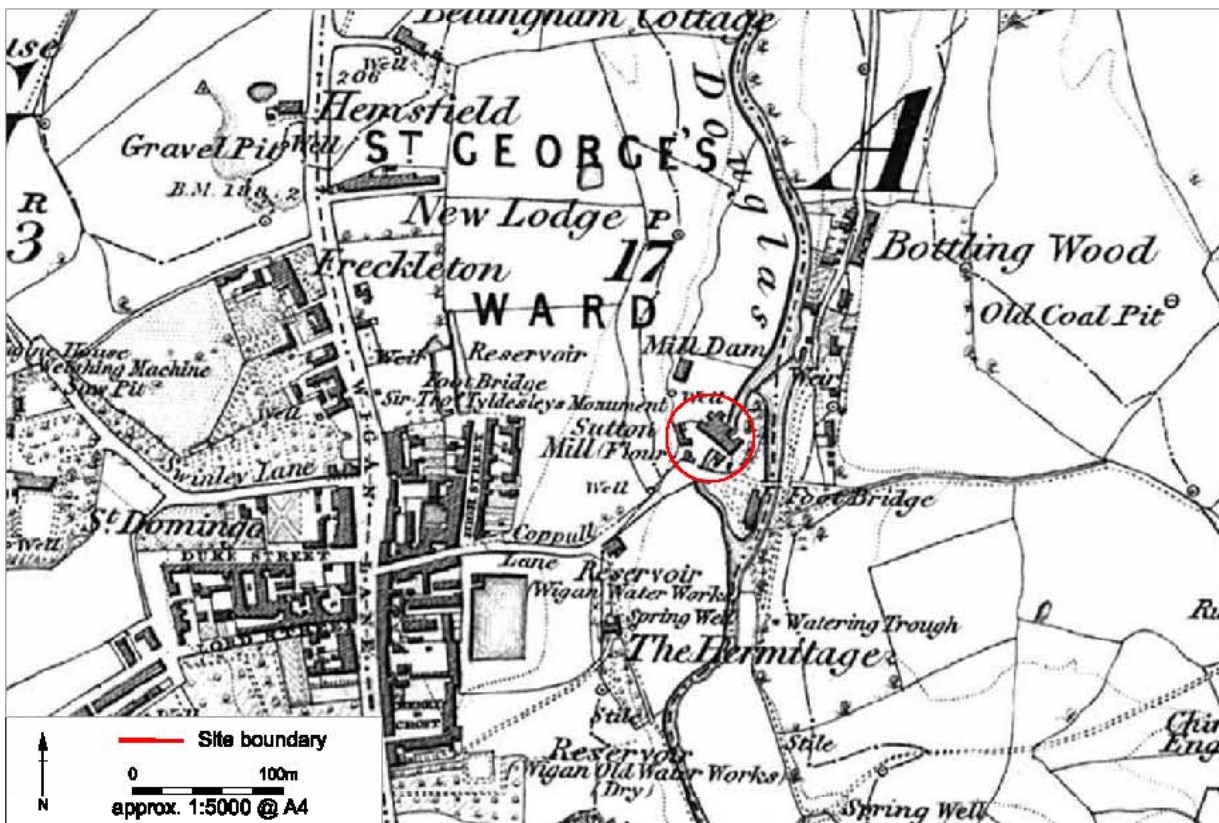 Bellingham Cottage
Well
206
Hemsfield
Gravel Pit
Well
ST GEORGE'S
B.M. 188.2
Douglas
A
R
3
New Lodge
P
17
Bottling Wood
Freckleton
WARD
Old Coal Pit
Mill Dam
Reservoir
Weighing Machine
Well
Foot Bridge
Weir
Sir Thos Tyldesleys Monument
Well
Well
Sutton
Mill (Flour)
WIGAN LANE
Swinley Lane
Well
Foot Bridge
St Domingo
Coppull
Lane
Well
DUKE STREET
Reservoir
(Wigan Water Works)
Spring Well
Watering Trough
The Hermitage
Stile
Stile
Reservoir
(Wigan Old Water Works)
(Dry)
Spring Well
Site boundary
0 100m
N
approx. 1:5000 @ A4